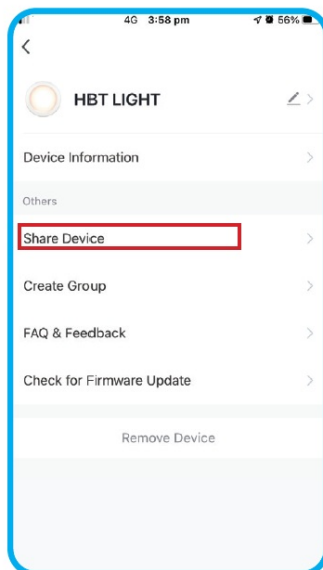 4G 3:58 pm 56%
HBT LIGHT
Device Information
Others
Share Device
Create Group
FAQ & Feedback
Check for Firmware Update
Remove Device